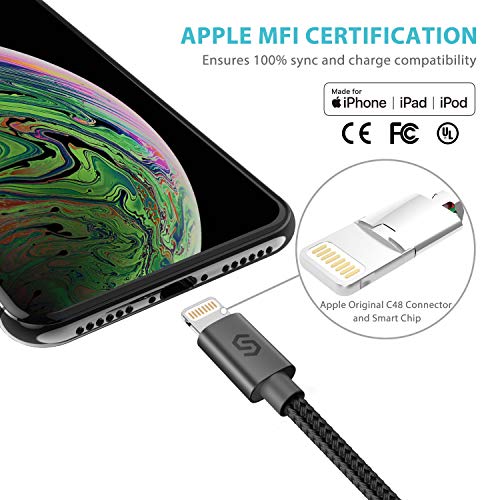 APPLE MFI CERTIFICATION
Ensures 100% sync and charge compatibility
Made for
iPhone | iPad | iPod
CE FC UL
Apple Original C48 Connector
and Smart Chip